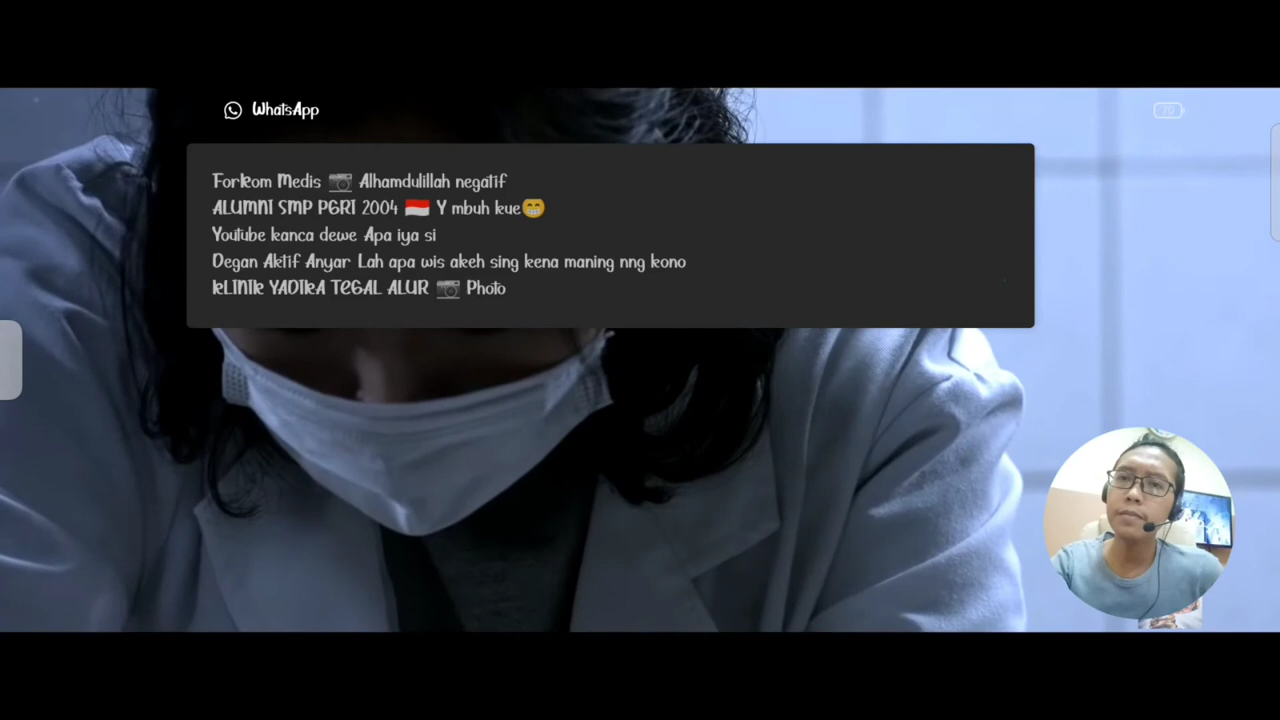 WhatsApp
70
Forkom Medis 📷 Alhamdulillah negatif
ALUMNI SMP PGRI 2004 🇮🇩 Y mbuh kue😁
Youtube kanca dewe Apa iya si
Degan Aktif Anyar Lah apa wis akeh sing kena maning nng kono
KLINIK YADIKA TEGAL ALUR 📷 Photo